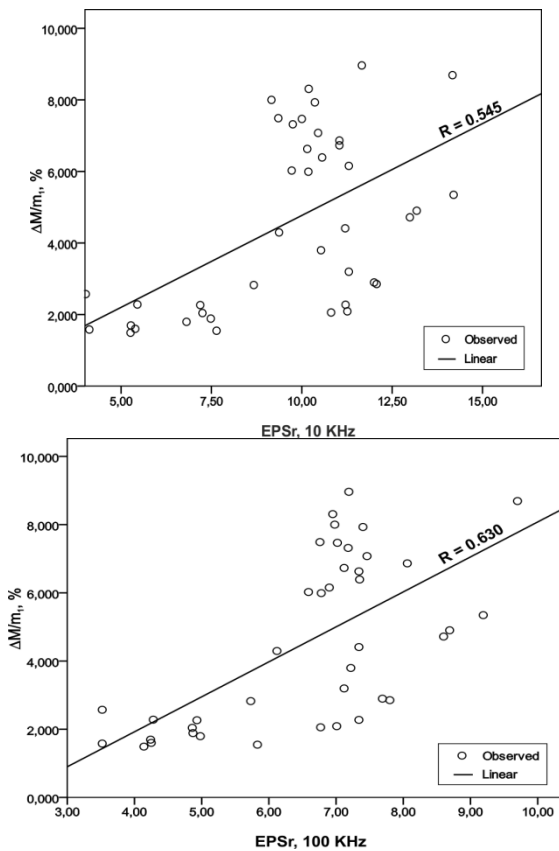 10,000
8,000
6,000
4,000
2,000
0,000
ΔM/m₁, %
R = 0.545
Observed
Linear
5,00 7,50 10,00 12,50 15,00
EPSr, 10 KHz
10,000
8,000
6,000
4,000
2,000
0,000
ΔM/m₁, %
R = 0.630
Observed
Linear
3,00 4,00 5,00 6,00 7,00 8,00 9,00 10,00
EPSr, 100 KHz